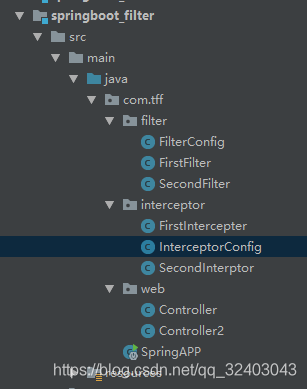 springboot_filter
src
main
java
com.tff
filter
FilterConfig
FirstFilter
SecondFilter
interceptor
FirstIntercepter
InterceptorConfig
SecondInterptor
web
Controller
Controller2
SpringAPP
resources
https://blog.csdn.net/qq_32403043